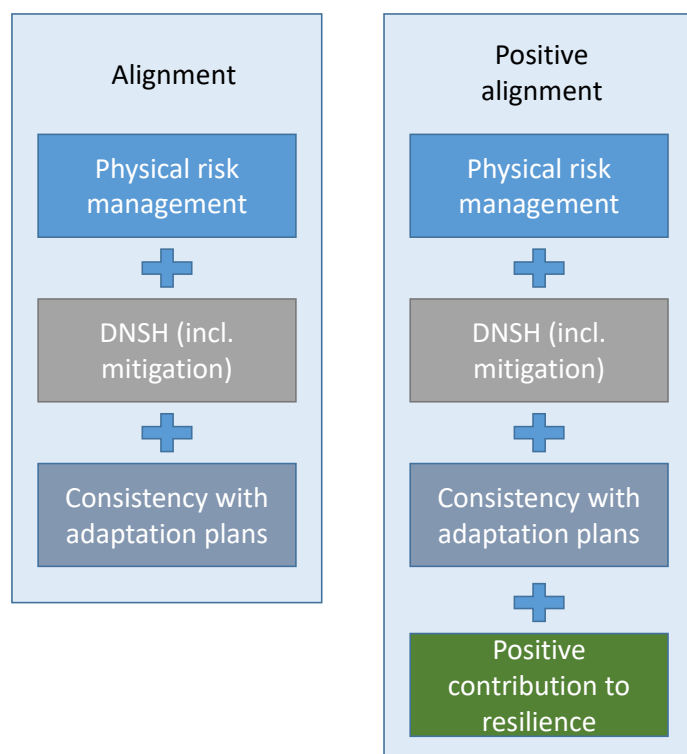 Alignment
Physical risk
management
DNSH (incl.
mitigation)
Consistency with
adaptation plans
Positive
alignment
Physical risk
management
DNSH (incl.
mitigation)
Consistency with
adaptation plans
Positive
contribution to
resilience